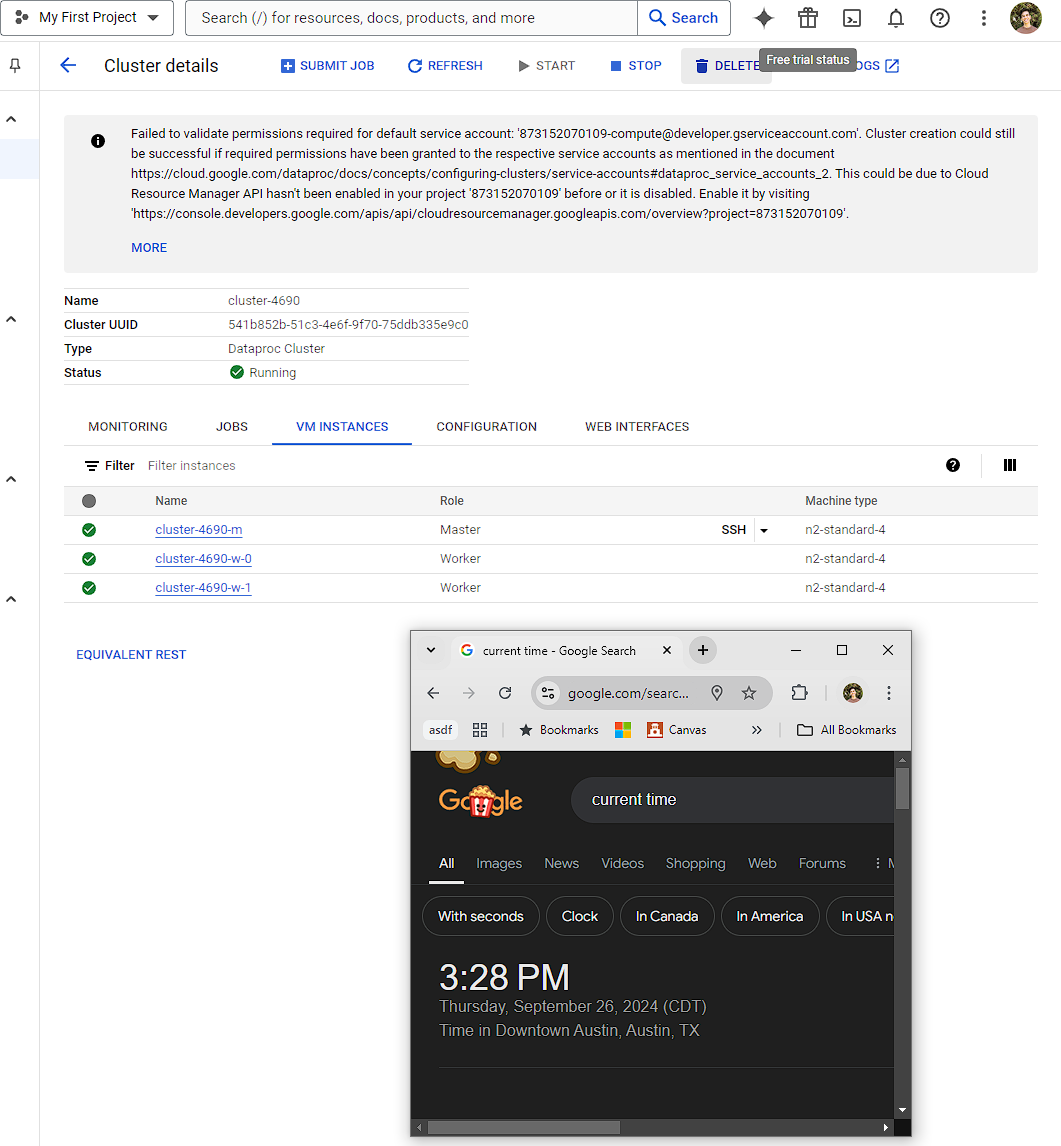 My First Project
Search (/) for resources, docs, products, and more
Search
Cluster details
SUBMIT JOB
REFRESH
START
STOP
DELETE
Free trial status
OGS
Failed to validate permissions required for default service account: '873152070109-compute@developer.gserviceaccount.com'. Cluster creation could still
be successful if required permissions have been granted to the respective service accounts as mentioned in the document
https://cloud.google.com/dataproc/docs/concepts/configuring-clusters/service-accounts#dataproc_service_accounts_2. This could be due to Cloud
Resource Manager API hasn't been enabled in your project '873152070109' before or it is disabled. Enable it by visiting
'https://console.developers.google.com/apis/api/cloudresourcemanager.googleapis.com/overview?project=873152070109'.
MORE
Name cluster-4690
Cluster UUID 541b852b-51c3-4e6f-9f70-75ddb335e9c0
Type Dataproc Cluster
Status Running
MONITORING JOBS VM INSTANCES CONFIGURATION WEB INTERFACES
Filter Filter instances
Name Role Machine type
cluster-4690-m Master SSH n2-standard-4
cluster-4690-w-0 Worker n2-standard-4
cluster-4690-w-1 Worker n2-standard-4
EQUIVALENT REST
current time - Google Search
google.com/searc...
asdf Bookmarks Canvas All Bookmarks
Google
current time
All Images News Videos Shopping Web Forums M
With seconds Clock In Canada In America In USA n
3:28 PM
Thursday, September 26, 2024 (CDT)
Time in Downtown Austin, Austin, TX